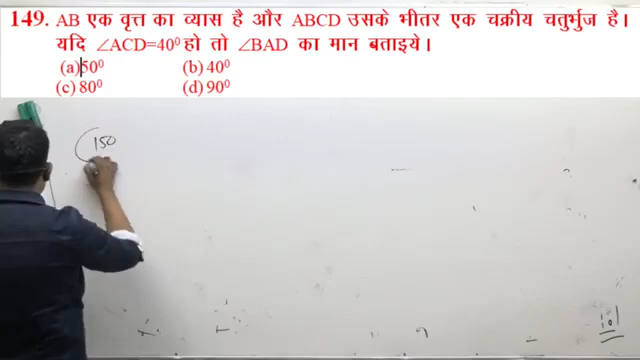 149. AB एक वृत्त का व्यास है और ABCD उसके भीतर एक चक्रीय चतुर्भुज है।
यदि ∠ACD=40⁰ हो तो ∠BAD का मान बताइये।
(a) 50⁰ (b) 40⁰
(c) 80⁰ (d) 90⁰
150
101